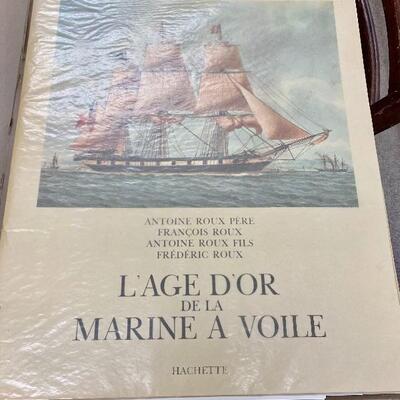 ANTOINE ROUX PÈRE
FRANÇOIS ROUX
ANTOINE ROUX FILS
FRÉDÉRIC ROUX
L'AGE D'OR
DE LA
MARINE A VOILE
HACHETTE